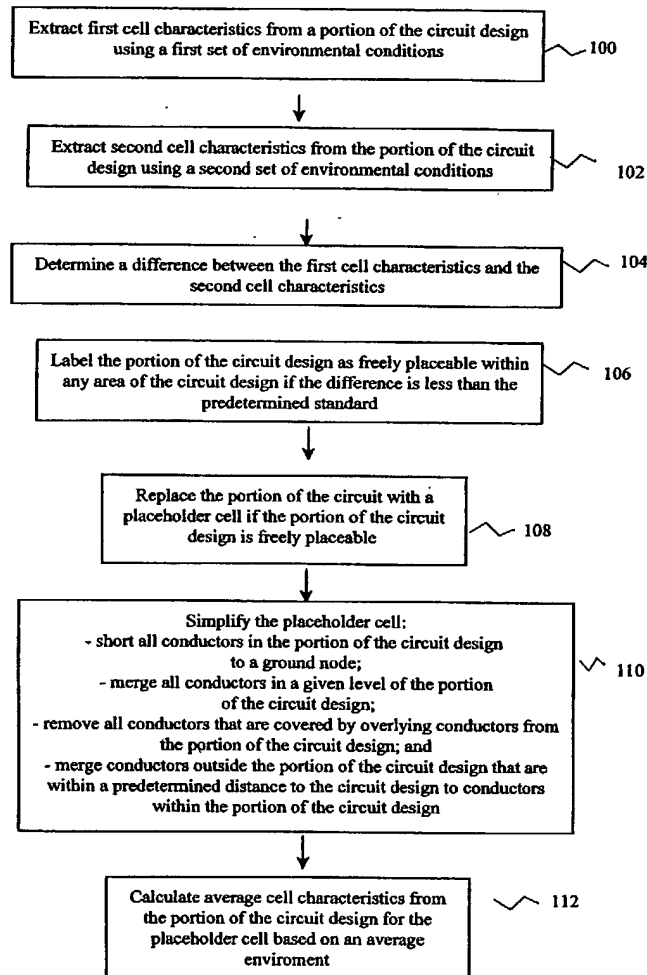 Extract first cell characteristics from a portion of the circuit design
using a first set of environmental conditions
100
Extract second cell characteristics from the portion of the circuit
design using a second set of environmental conditions
102
Determine a difference between the first cell characteristics and the
second cell characteristics
104
Label the portion of the circuit design as freely placeable within
any area of the circuit design if the difference is less than the
predetermined standard
106
Replace the portion of the circuit with a
placeholder cell if the portion of the circuit
design is freely placeable
108
Simplify the placeholder cell:
- short all conductors in the portion of the circuit design
to a ground node;
- merge all conductors in a given level of the portion
of the circuit design;
- remove all conductors that are covered by overlying conductors from
the portion of the circuit design; and
- merge conductors outside the portion of the circuit design that are
within a predetermined distance to the circuit design to conductors
within the portion of the circuit design
110
Calculate average cell characteristics from
the portion of the circuit design for the
placeholder cell based on an average
enviroment
112